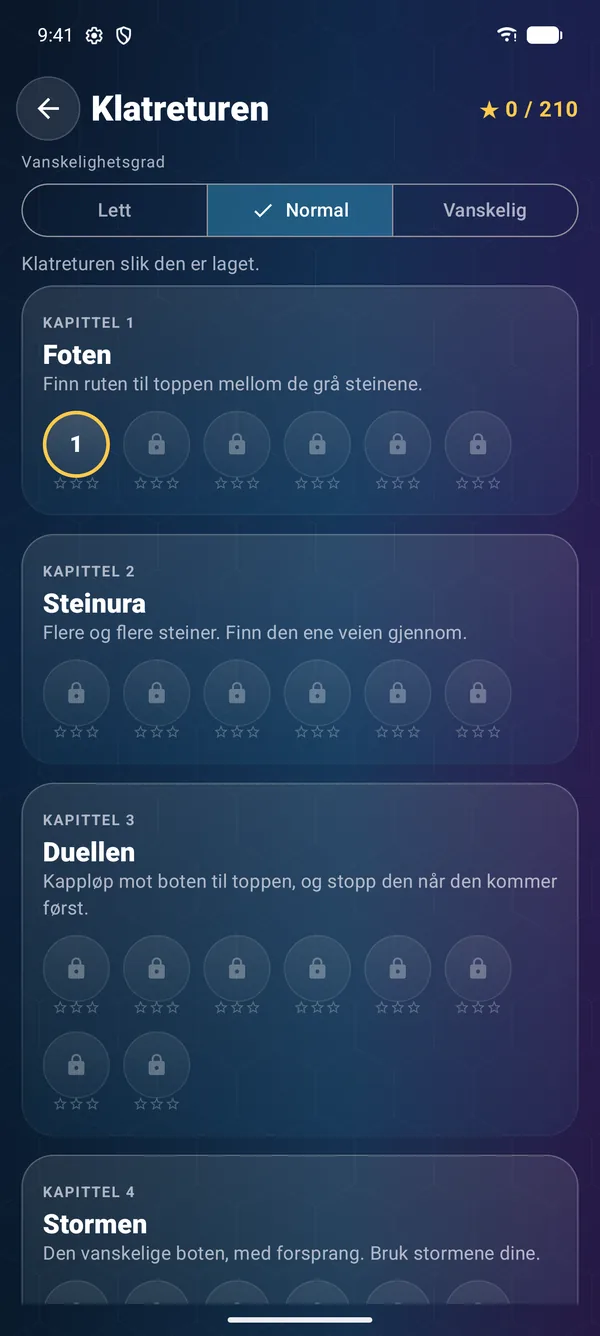 9:41
Klatreturen
★ 0 / 210
Vanskelighetsgrad
Lett
Normal
Vanskelig
Klatreturen slik den er laget.
KAPITTEL 1
Foten
Finn ruten til toppen mellom de grå steinene.
1
KAPITTEL 2
Steinura
Flere og flere steiner. Finn den ene veien gjennom.
KAPITTEL 3
Duellen
Kappløp mot boten til toppen, og stopp den når den kommer
først.
KAPITTEL 4
Stormen
Den vanskelige boten, med forsprang. Bruk stormene dine.